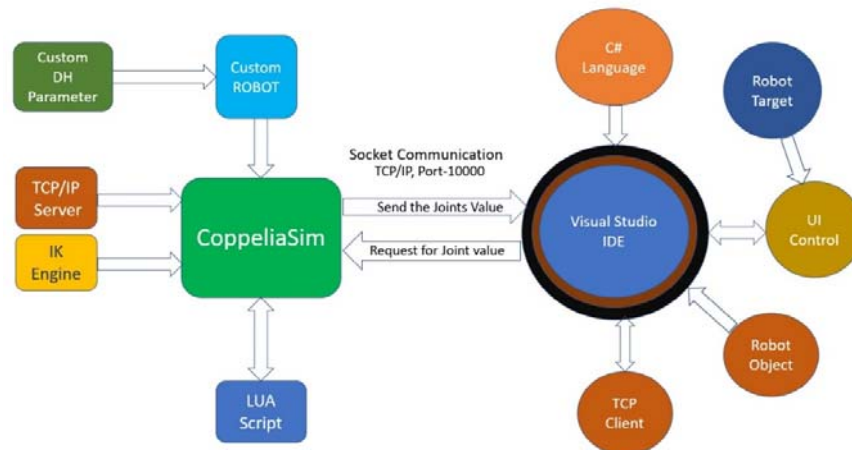 Custom
DH
Parameter
Custom
ROBOT
C#
Language
Robot
Target
Socket Communication
TCP/IP, Port-10000
TCP/IP
Server
Send the Joints Value
CoppeliaSim
Visual Studio
IDE
UI
Control
IK
Engine
Request for Joint value
Robot
Object
LUA
Script
TCP
Client